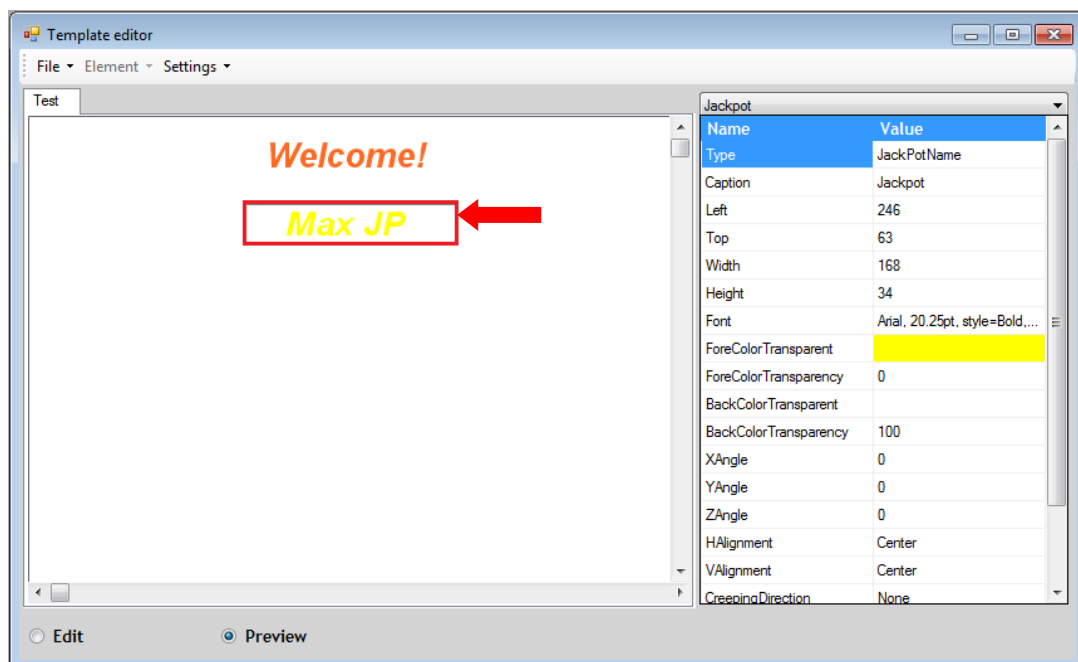 Template editor
File Element Settings
Test
Welcome!
Max JP
Jackpot
Name Value
Type JackPotName
Caption Jackpot
Left 246
Top 63
Width 168
Height 34
Font Arial, 20.25pt, style=Bold,...
ForeColorTransparent
ForeColorTransparency 0
BackColorTransparent
BackColorTransparency 100
XAngle 0
YAngle 0
ZAngle 0
HAlignment Center
VAlignment Center
CreepingDirection None
Edit Preview